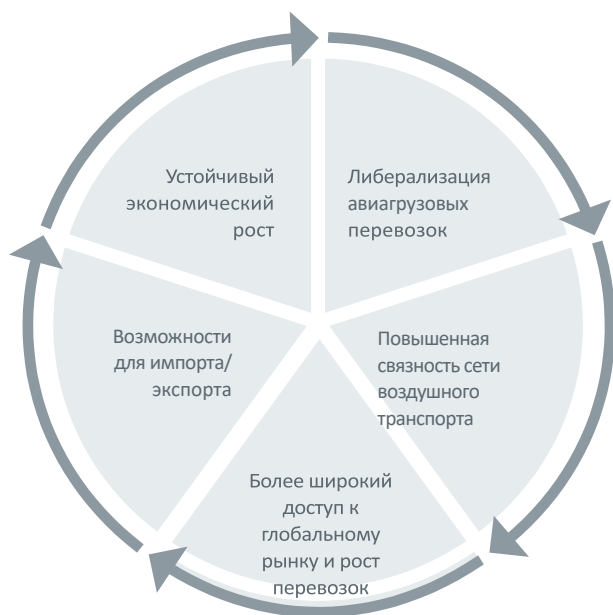 Устойчивый
экономический
рост
Либерализация
авиагрузовых
перевозок
Повышенная
связность сети
воздушного
транспорта
Более широкий
доступ к
глобальному
рынку и рост
перевозок
Возможности
для импорта/
экспорта